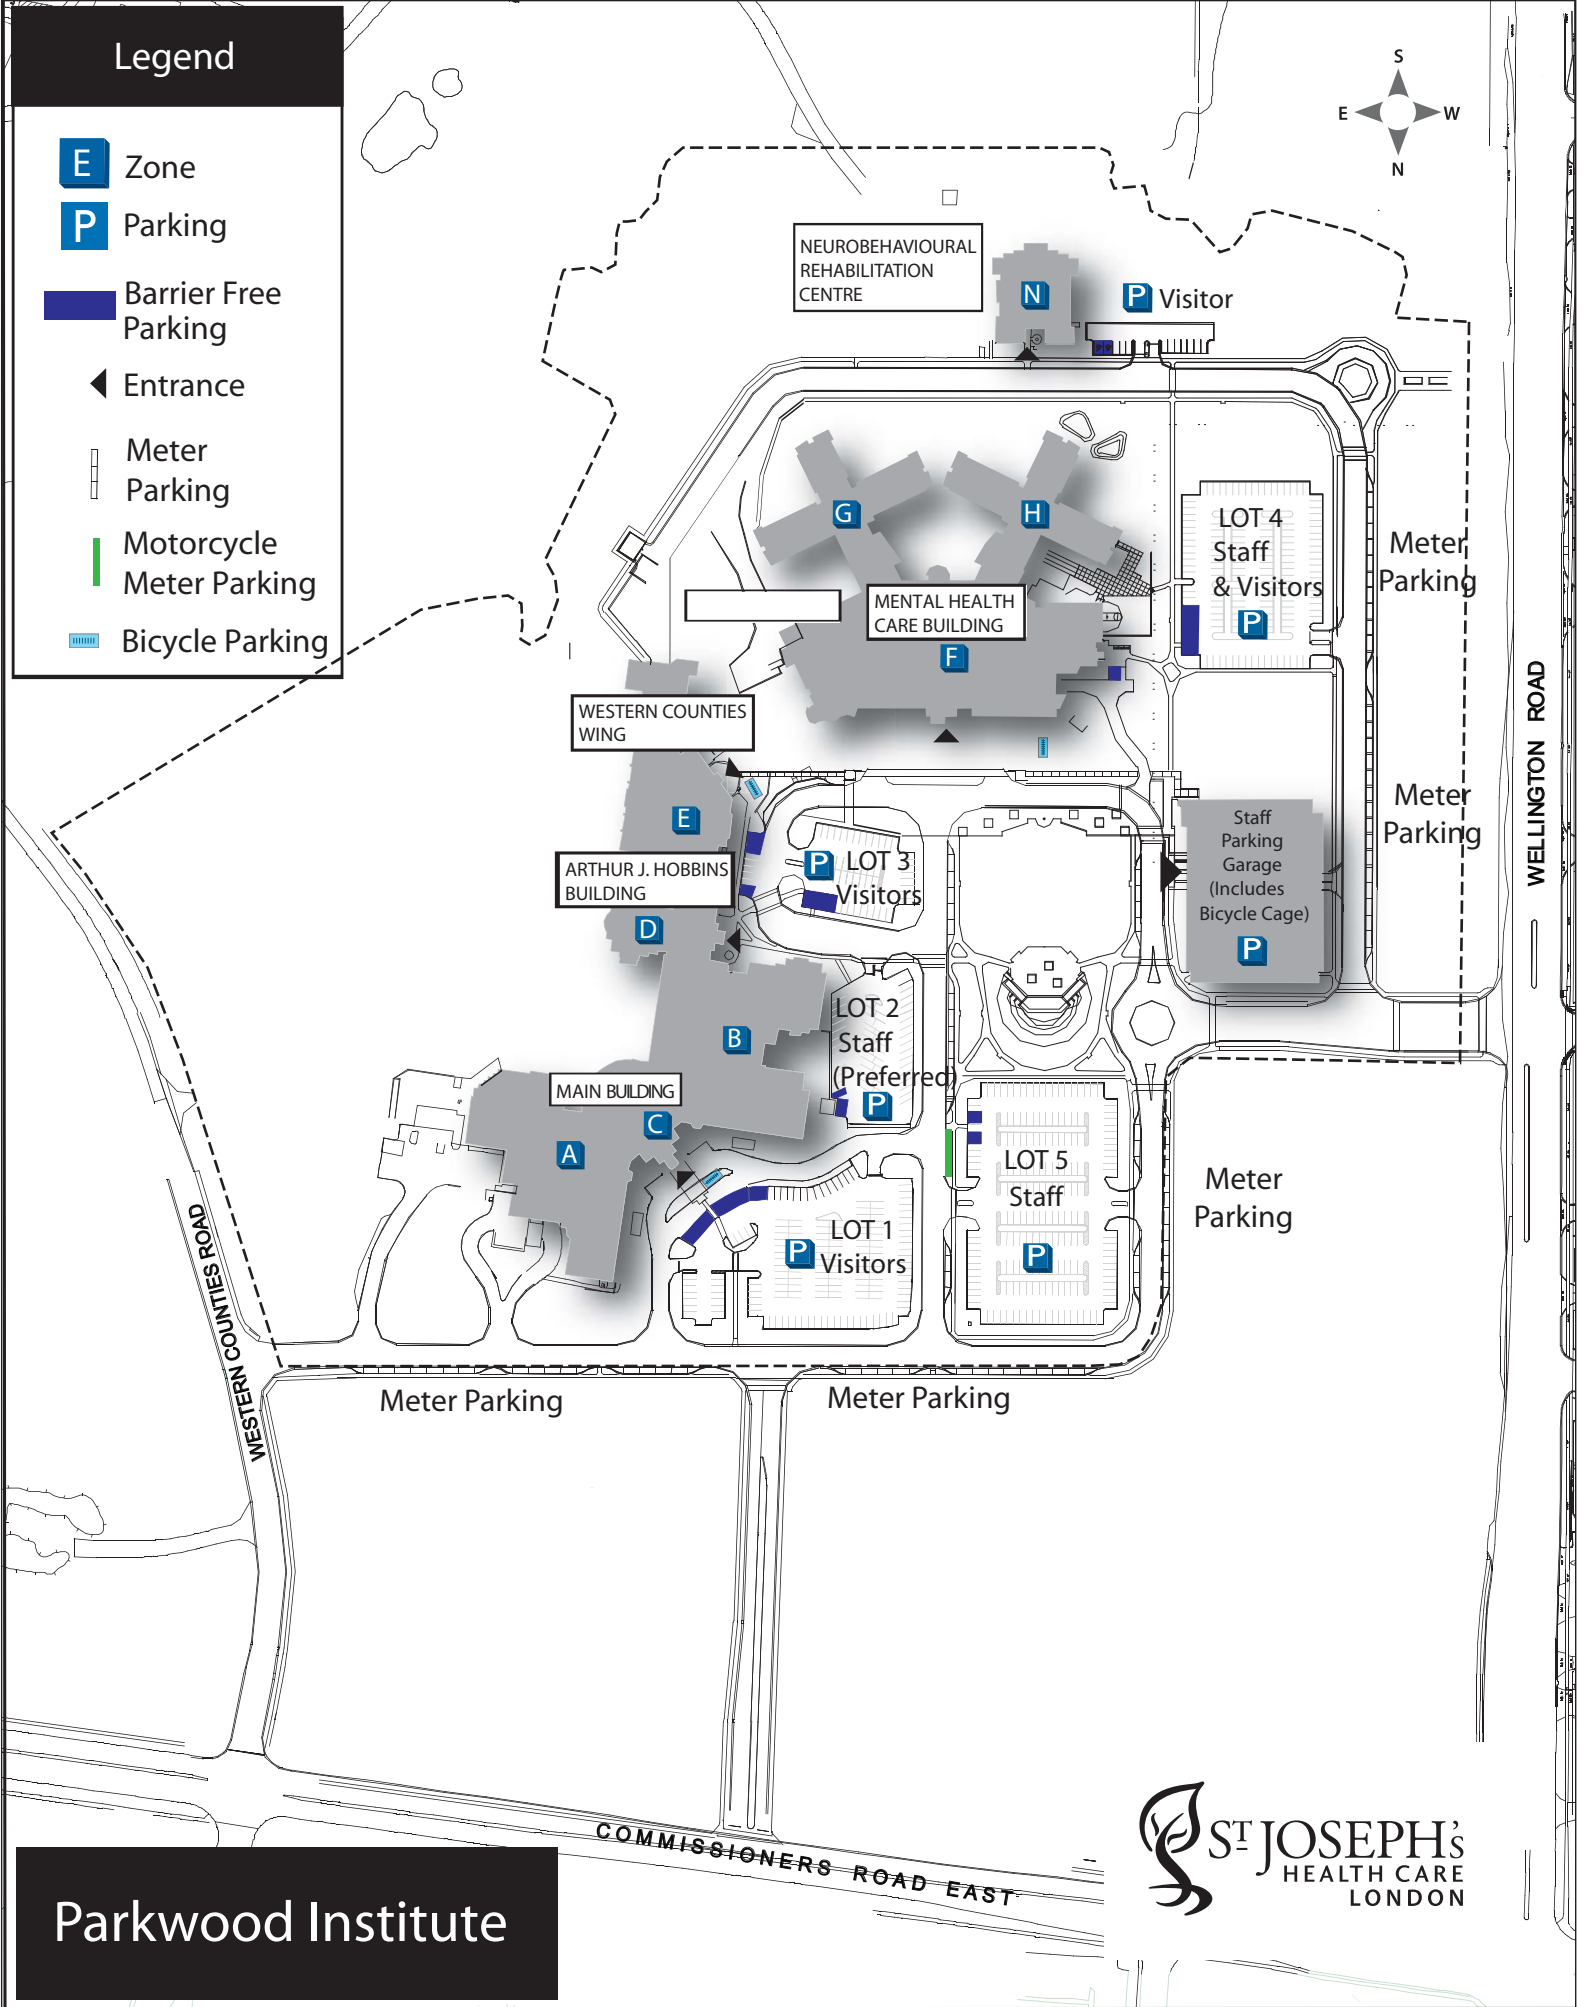 Legend
E Zone
P Parking
Barrier Free
Parking
Entrance
Meter
Parking
Motorcycle
Meter Parking
Bicycle Parking
S
E W
N
NEUROBEHAVIOURAL
REHABILITATION
CENTRE
N
P Visitor
G
H
LOT 4
Staff
& Visitors
P
Meter
Parking
MENTAL HEALTH
CARE BUILDING
F
WESTERN COUNTIES
WING
E
Meter
Parking
WELLINGTON ROAD
Staff
Parking
Garage
(Includes
Bicycle Cage)
P
P LOT 3
Visitors
ARTHUR J. HOBBINS
BUILDING
D
B
LOT 2
Staff
(Preferred)
P
MAIN BUILDING
C
A
LOT 5
Staff
P
Meter
Parking
LOT 1
P Visitors
WESTERN COUNTIES ROAD
Meter Parking
Meter Parking
COMMISSIONERS ROAD EAST
ST JOSEPH's
HEALTH CARE
LONDON
Parkwood Institute